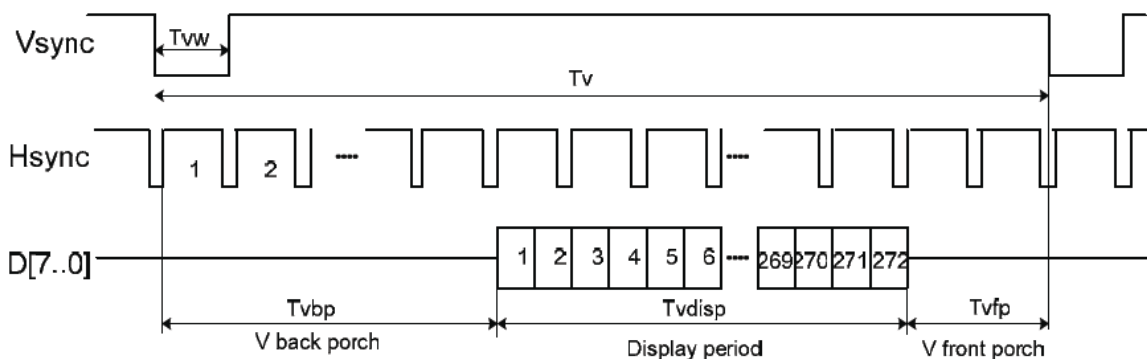 Vsync
Tvw
Tv
Hsync
1 2 ---- ----
D[7..0]
1 2 3 4 5 6 ---- 269 270 271 272
Tvbp Tvdisp Tvfp
V back porch Display period V front porch